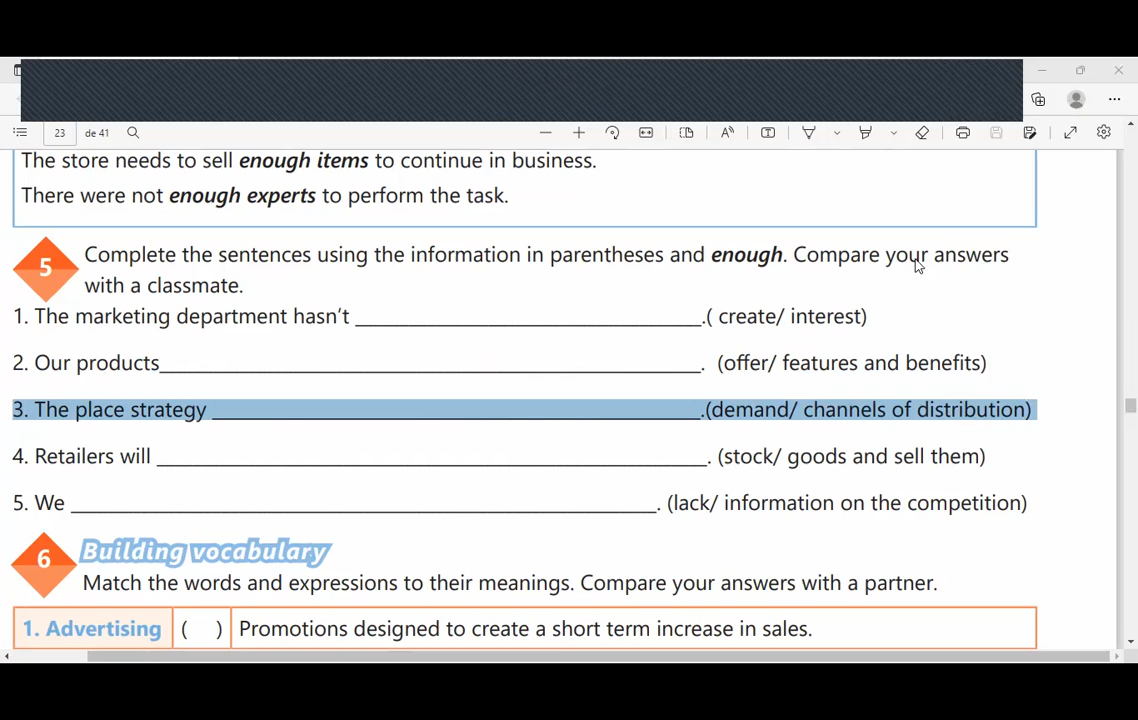 23 de 41
The store needs to sell enough items to continue in business.
There were not enough experts to perform the task.
5 Complete the sentences using the information in parentheses and enough. Compare your answers
with a classmate.
1. The marketing department hasn't ________________________________.( create/ interest)
2. Our products__________________________________________________. (offer/ features and benefits)
3. The place strategy ______________________________________________.(demand/ channels of distribution)
4. Retailers will ___________________________________________________. (stock/ goods and sell them)
5. We ______________________________________________________. (lack/ information on the competition)
6 Building vocabulary
Match the words and expressions to their meanings. Compare your answers with a partner.
1. Advertising ( ) Promotions designed to create a short term increase in sales.